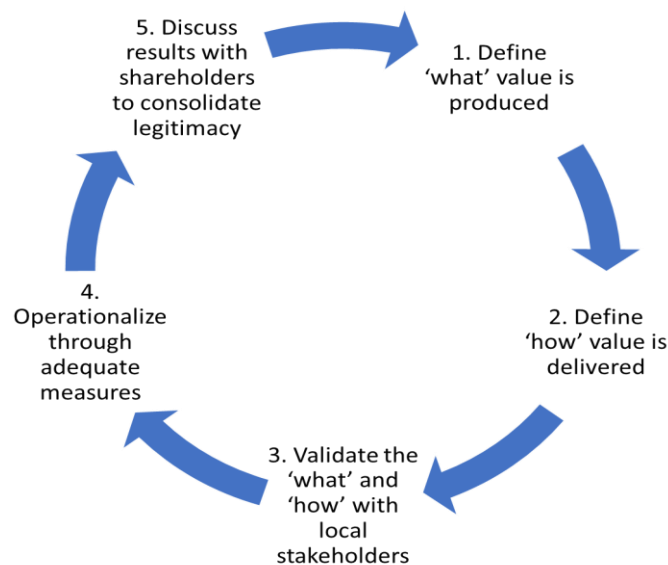 1. Define
‘what’ value is
produced
2. Define
‘how’ value is
delivered
3. Validate the
‘what’ and
‘how’ with
local
stakeholders
4.
Operationalize
through
adequate
measures
5. Discuss
results with
shareholders
to consolidate
legitimacy